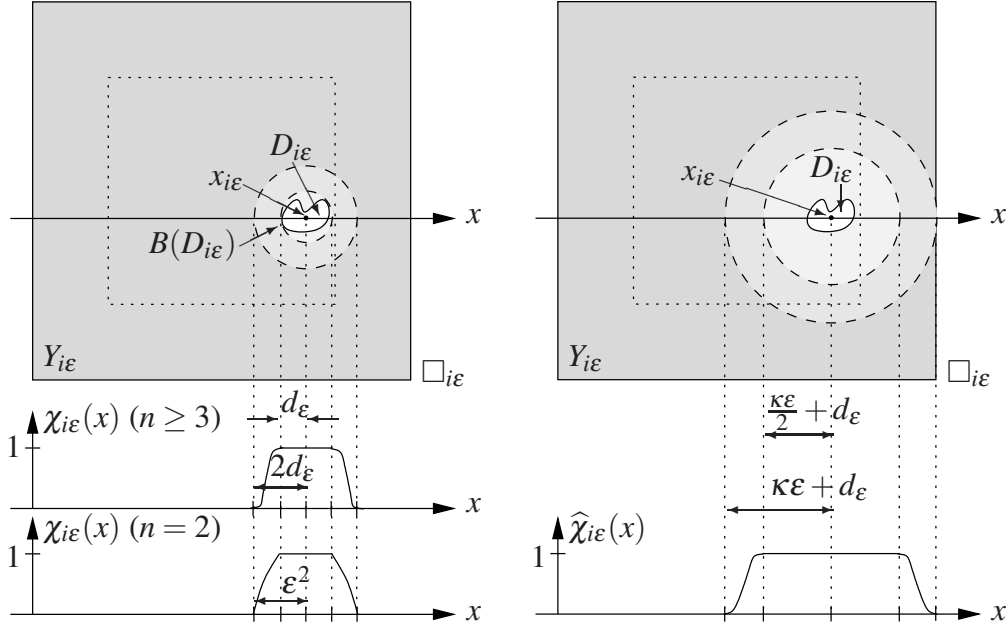 D_{iε}
x_{iε}
x
B(D_{iε})
Y_{iε}
□_{iε}
d_ε
χ_{iε}(x) (n ≥ 3)
1
2d_ε
x
χ_{iε}(x) (n = 2)
1
ε²
x
D_{iε}
x_{iε}
x
Y_{iε}
□_{iε}
κε/2 + d_ε
κε + d_ε
χ̂_{iε}(x)
1
x